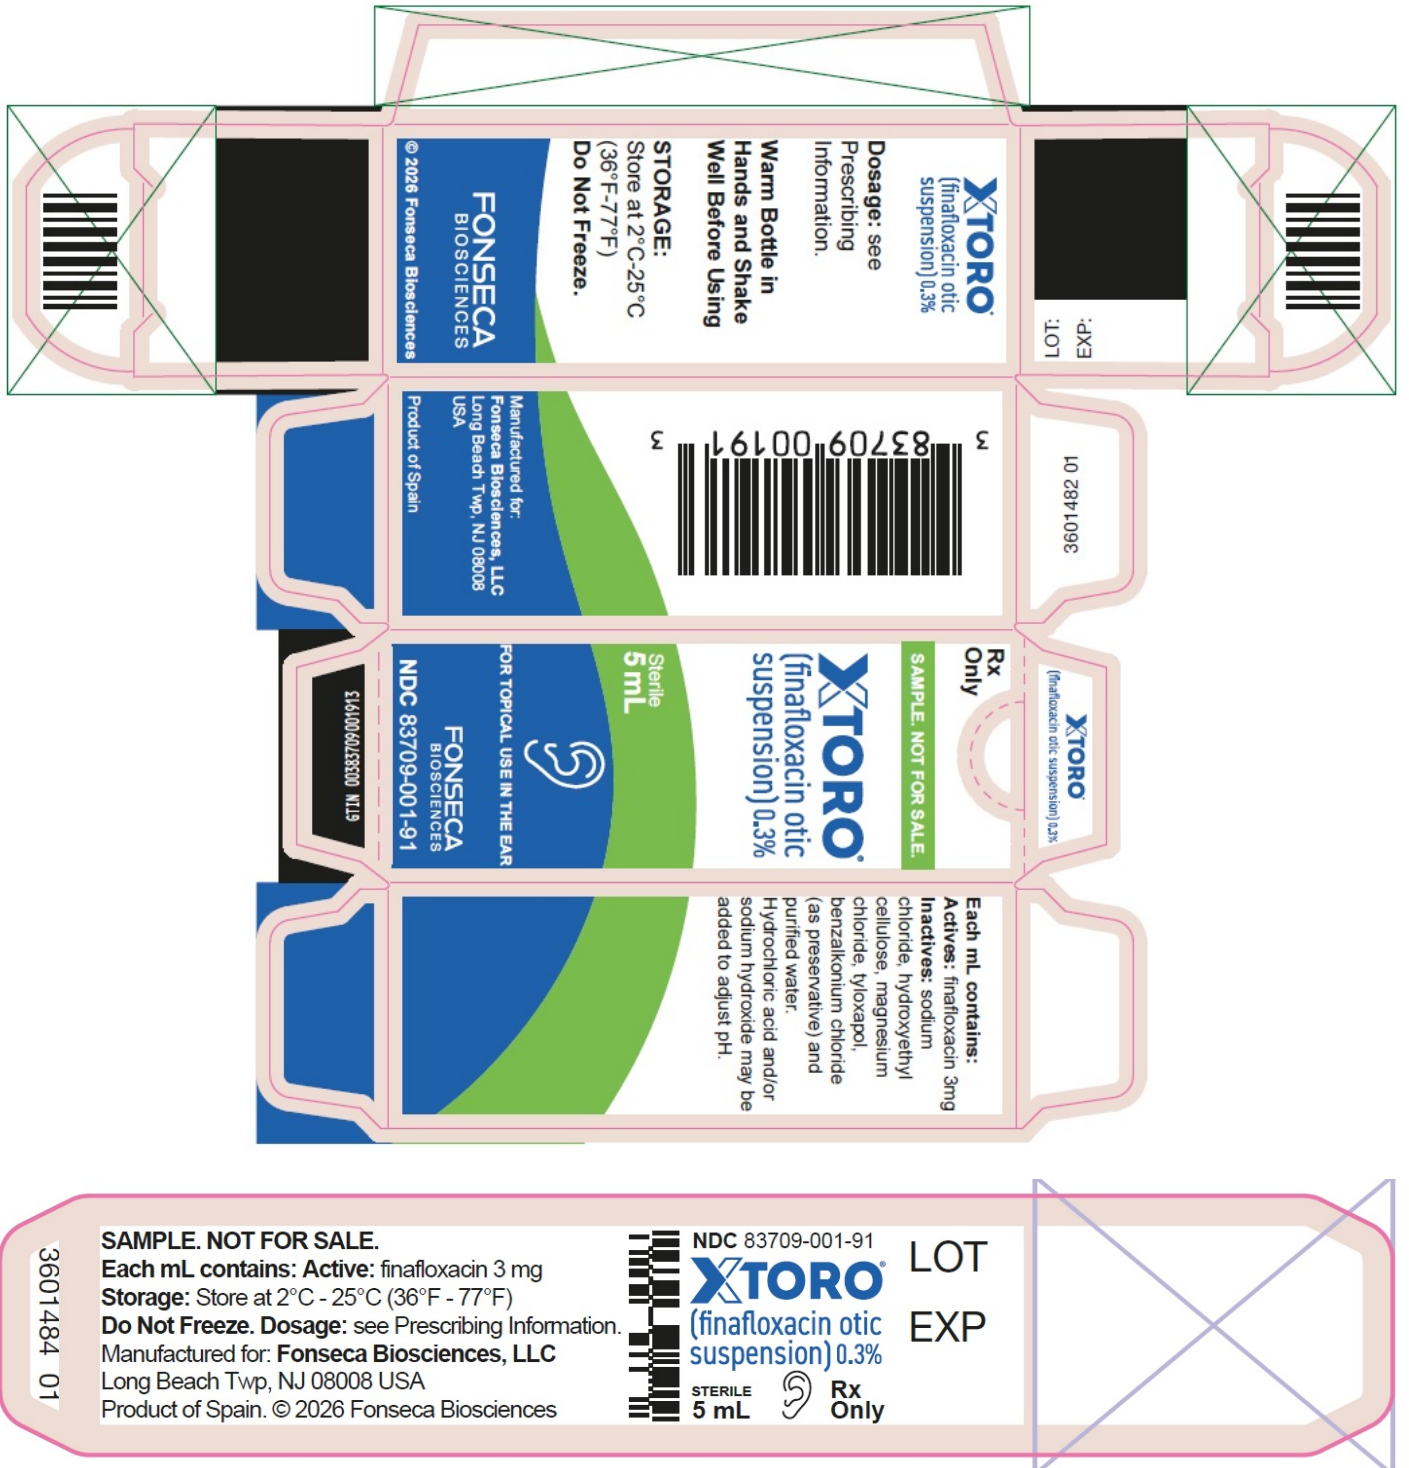 XTORO®
(finafloxacin otic
suspension) 0.3%
Dosage: see
Prescribing
Information.
Warm Bottle in
Hands and Shake
Well Before Using
STORAGE:
Store at 2°C-25°C
(36°F-77°F)
Do Not Freeze.
FONSECA
BIOSCIENCES
© 2026 Fonseca Biosciences
LOT:
EXP:
3 83709 00191 3
Manufactured for:
Fonseca Biosciences, LLC
Long Beach Twp, NJ 08008
USA
Product of Spain
3601482 01
XTORO®
(finafloxacin otic suspension) 0.3%
Rx
Only
SAMPLE. NOT FOR SALE.
XTORO®
(finafloxacin otic
suspension) 0.3%
Sterile
5 mL
FOR TOPICAL USE IN THE EAR
FONSECA
BIOSCIENCES
NDC 83709-001-91
GTIN 00383709001913
Each mL contains:
Actives: finafloxacin 3mg
Inactives: sodium
chloride, hydroxyethyl
cellulose, magnesium
chloride, tyloxapol,
benzalkonium chloride
(as preservative) and
purified water.
Hydrochloric acid and/or
sodium hydroxide may be
added to adjust pH.
3601484 01
SAMPLE. NOT FOR SALE.
Each mL contains: Active: finafloxacin 3 mg
Storage: Store at 2°C - 25°C (36°F - 77°F)
Do Not Freeze. Dosage: see Prescribing Information.
Manufactured for: Fonseca Biosciences, LLC
Long Beach Twp, NJ 08008 USA
Product of Spain. © 2026 Fonseca Biosciences
NDC 83709-001-91
XTORO®
(finafloxacin otic
suspension) 0.3%
STERILE
5 mL
Rx
Only
LOT
EXP